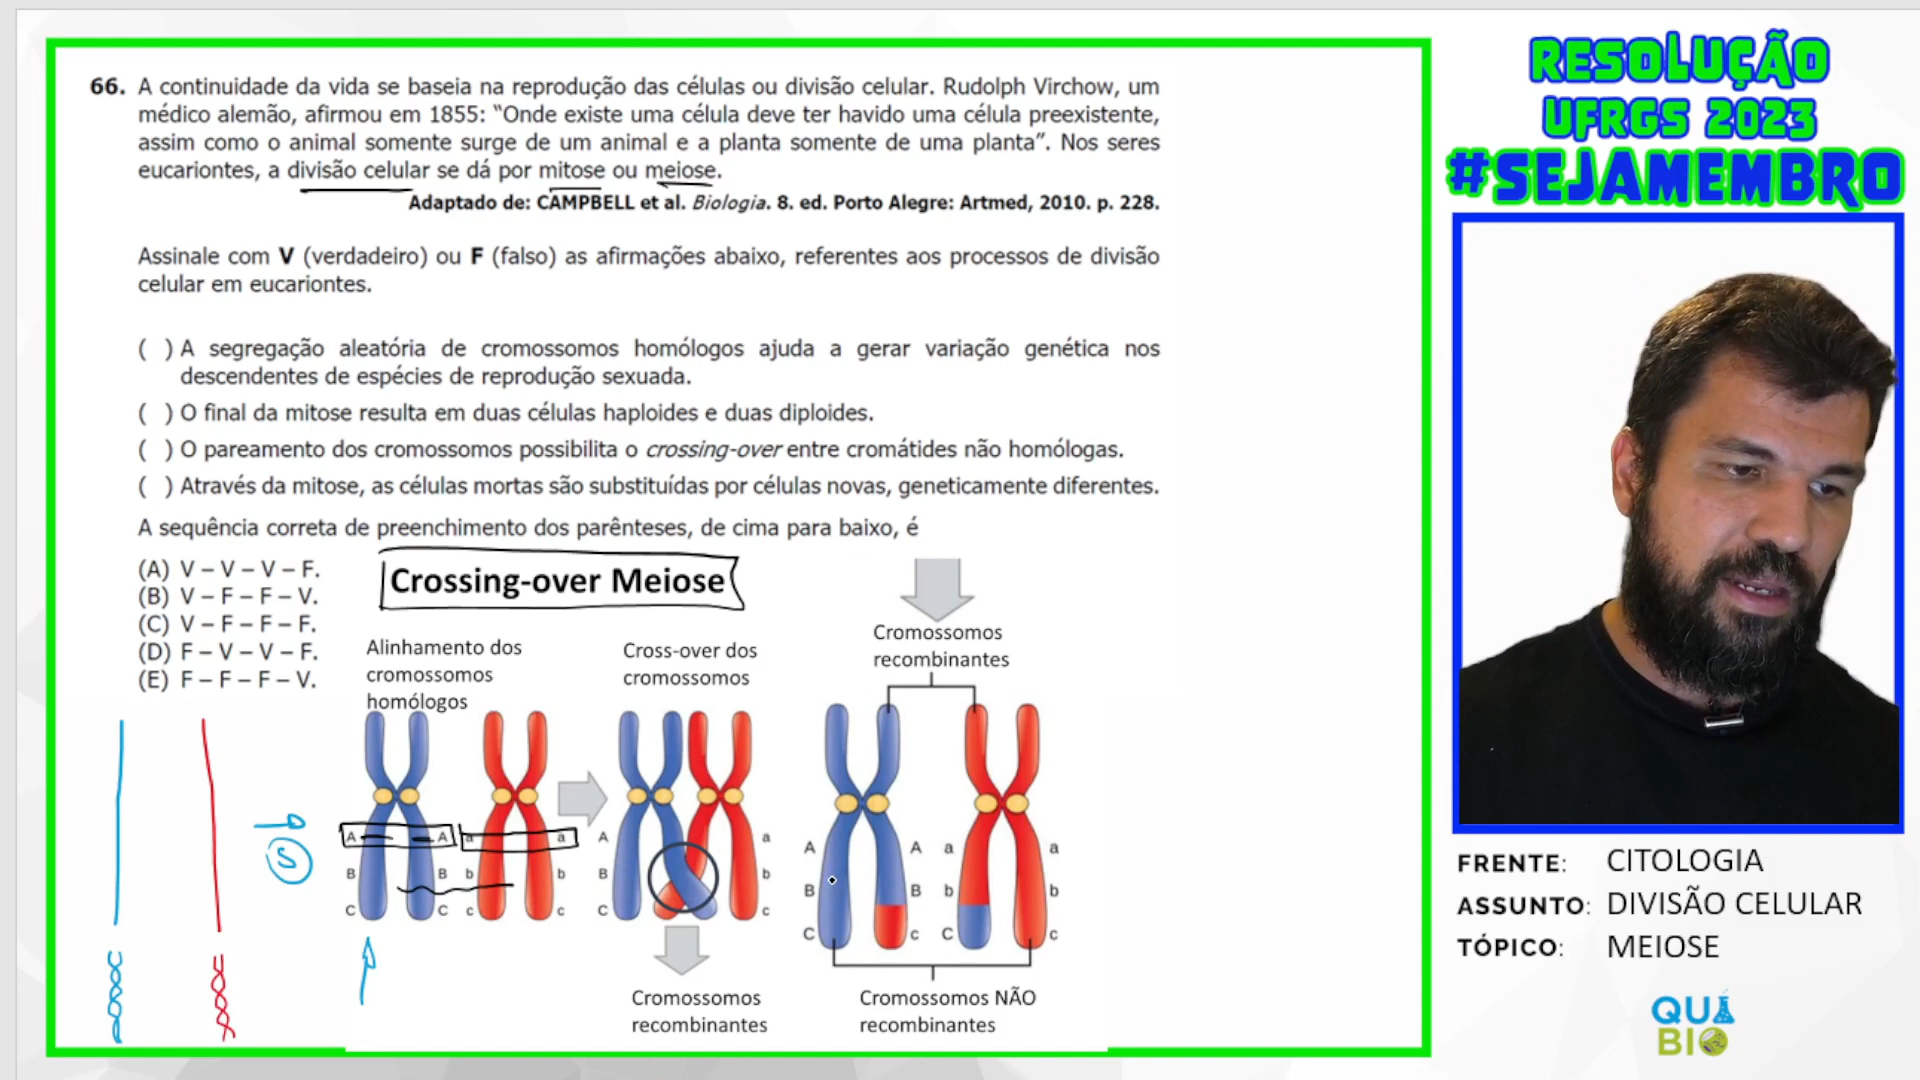 RESOLUÇÃO
UFRGS 2023
#SEJAMEMBRO
66. A continuidade da vida se baseia na reprodução das células ou divisão celular. Rudolph Virchow, um
médico alemão, afirmou em 1855: “Onde existe uma célula deve ter havido uma célula preexistente,
assim como o animal somente surge de um animal e a planta somente de uma planta”. Nos seres
eucariontes, a divisão celular se dá por mitose ou meiose.
Adaptado de: CAMPBELL et al. Biologia. 8. ed. Porto Alegre: Artmed, 2010. p. 228.
Assinale com V (verdadeiro) ou F (falso) as afirmações abaixo, referentes aos processos de divisão
celular em eucariontes.
( ) A segregação aleatória de cromossomos homólogos ajuda a gerar variação genética nos
descendentes de espécies de reprodução sexuada.
( ) O final da mitose resulta em duas células haploides e duas diploides.
( ) O pareamento dos cromossomos possibilita o crossing-over entre cromátides não homólogas.
( ) Através da mitose, as células mortas são substituídas por células novas, geneticamente diferentes.
A sequência correta de preenchimento dos parênteses, de cima para baixo, é
(A) V – V – V – F.
(B) V – F – F – V.
(C) V – F – F – F.
(D) F – V – V – F.
(E) F – F – F – V.
Crossing-over Meiose
Alinhamento dos
cromossomos
homólogos
Cross-over dos
cromossomos
Cromossomos
recombinantes
A A a a
B B b b
C C c c
A a
B b
C c
A A a a
B B b b
C c C c
S
Cromossomos
recombinantes
Cromossomos NÃO
recombinantes
FRENTE: CITOLOGIA
ASSUNTO: DIVISÃO CELULAR
TÓPICO: MEIOSE
QUI
BIO